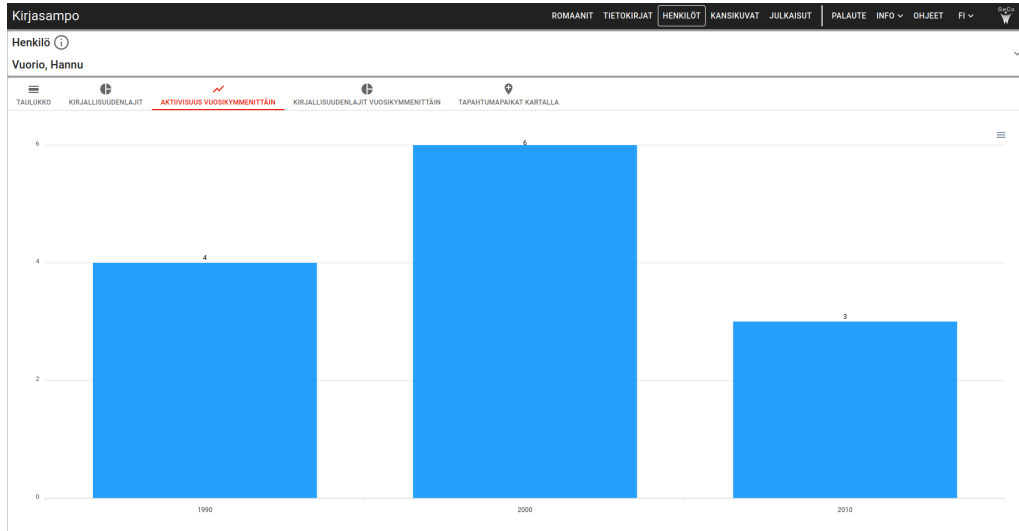 Kirjasampo ROMAANIT TIETOKIRJAT HENKILÖT KANSIKUVAT JULKAISUT PALAUTE INFO OHJEET FI SeCo
Henkilö
Vuorio, Hannu
TAULUKKO KIRJALLISUUDENLAJIT AKTIIVISUUS VUOSIKYMMENITTÄIN KIRJALLISUUDENLAJIT VUOSIKYMMENITTÄIN TAPAHTUMAPAIKAT KARTALLA
6 6
4 4
3
2
0
1990 2000 2010